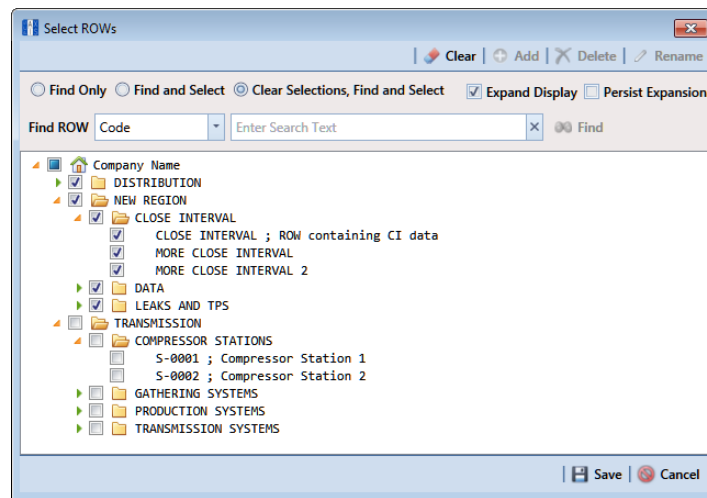 Select ROWs
Clear Add Delete Rename
Find Only Find and Select Clear Selections, Find and Select Expand Display Persist Expansion
Find ROW Code Enter Search Text Find
Company Name
DISTRIBUTION
NEW REGION
CLOSE INTERVAL
CLOSE INTERVAL ; ROW containing CI data
MORE CLOSE INTERVAL
MORE CLOSE INTERVAL 2
DATA
LEAKS AND TPS
TRANSMISSION
COMPRESSOR STATIONS
S-0001 ; Compressor Station 1
S-0002 ; Compressor Station 2
GATHERING SYSTEMS
PRODUCTION SYSTEMS
TRANSMISSION SYSTEMS
Save Cancel